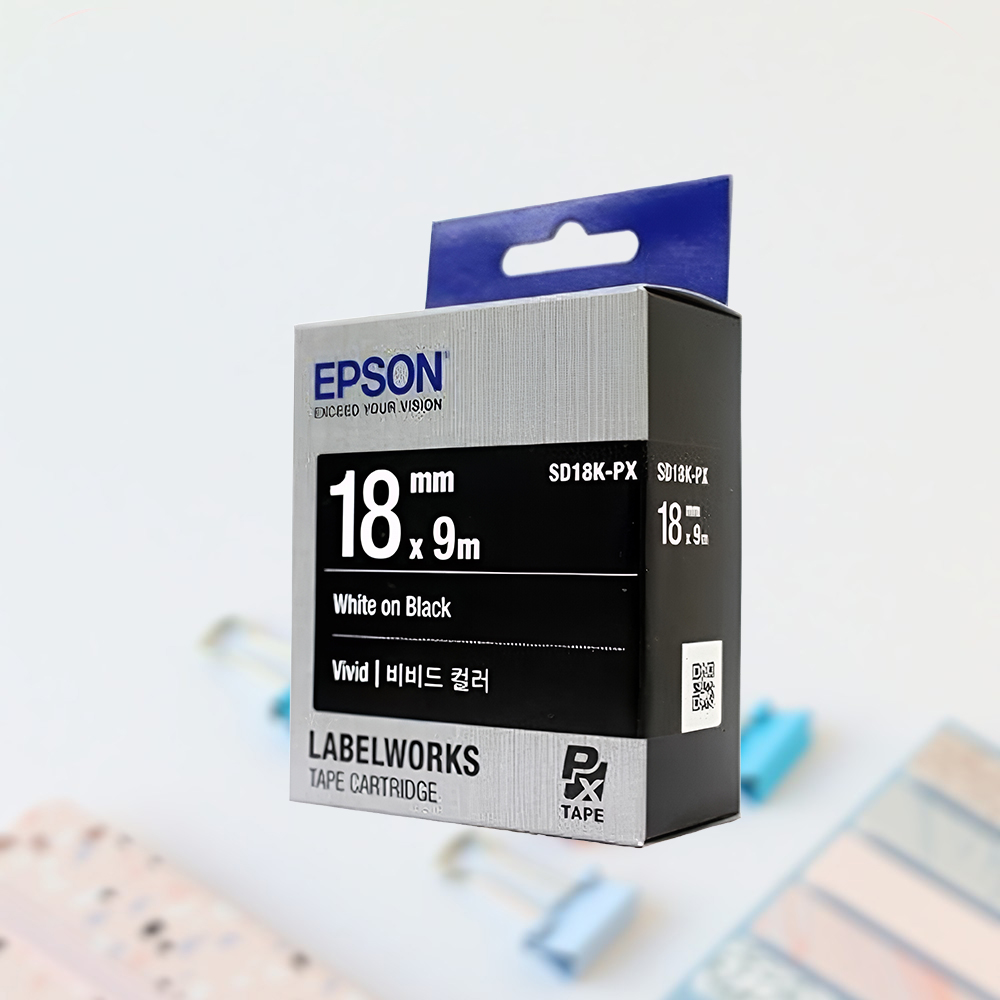 EPSON
EXCEED YOUR VISION
18 mm x 9m
SD18K-PX
White on Black
Vivid | 비비드 컬러
LABELWORKS
TAPE CARTRIDGE
Px
TAPE
SD18K-PX
18 mm x 9m